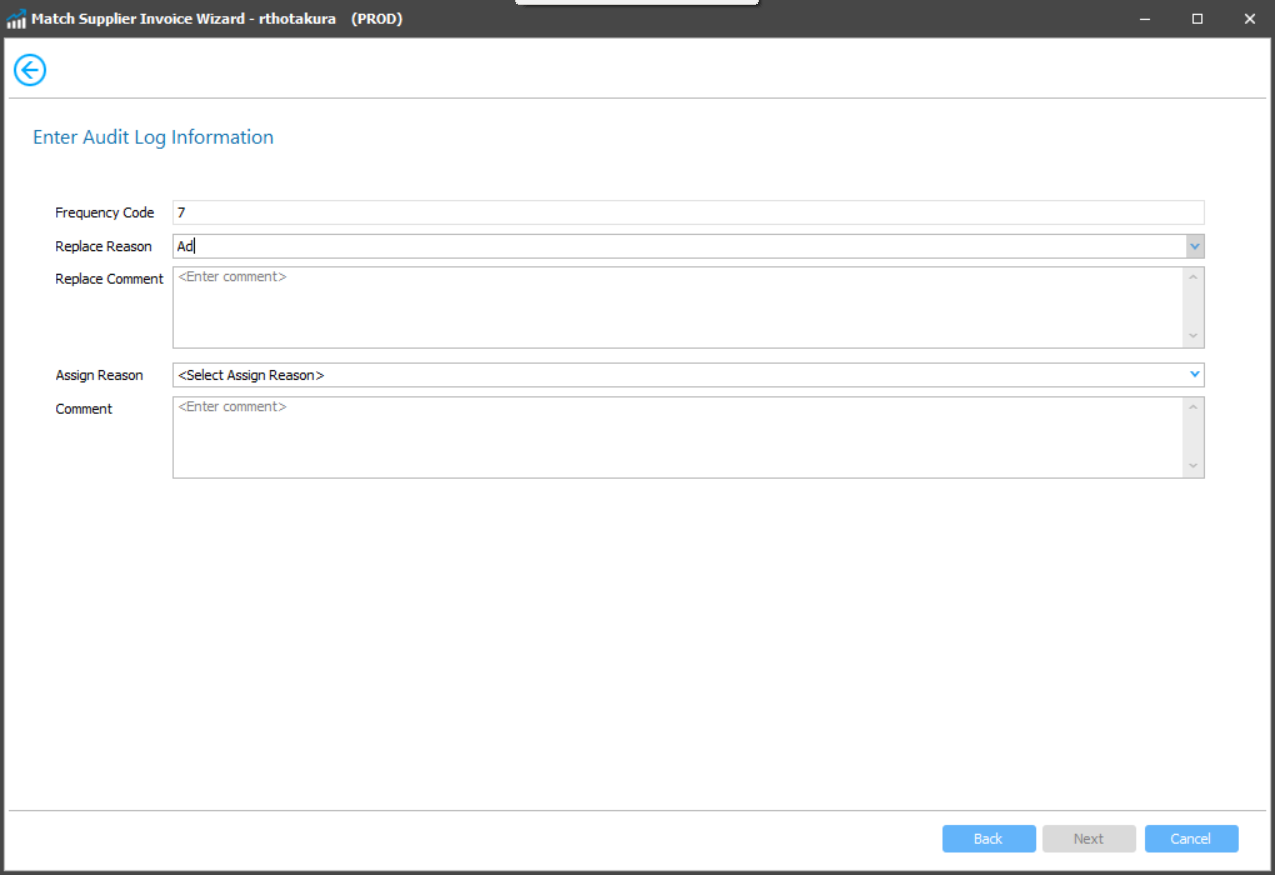 Match Supplier Invoice Wizard - rthotakura (PROD)
Enter Audit Log Information
Frequency Code 7
Replace Reason Ad
Replace Comment <Enter comment>
Assign Reason <Select Assign Reason>
Comment <Enter comment>
Back Next Cancel